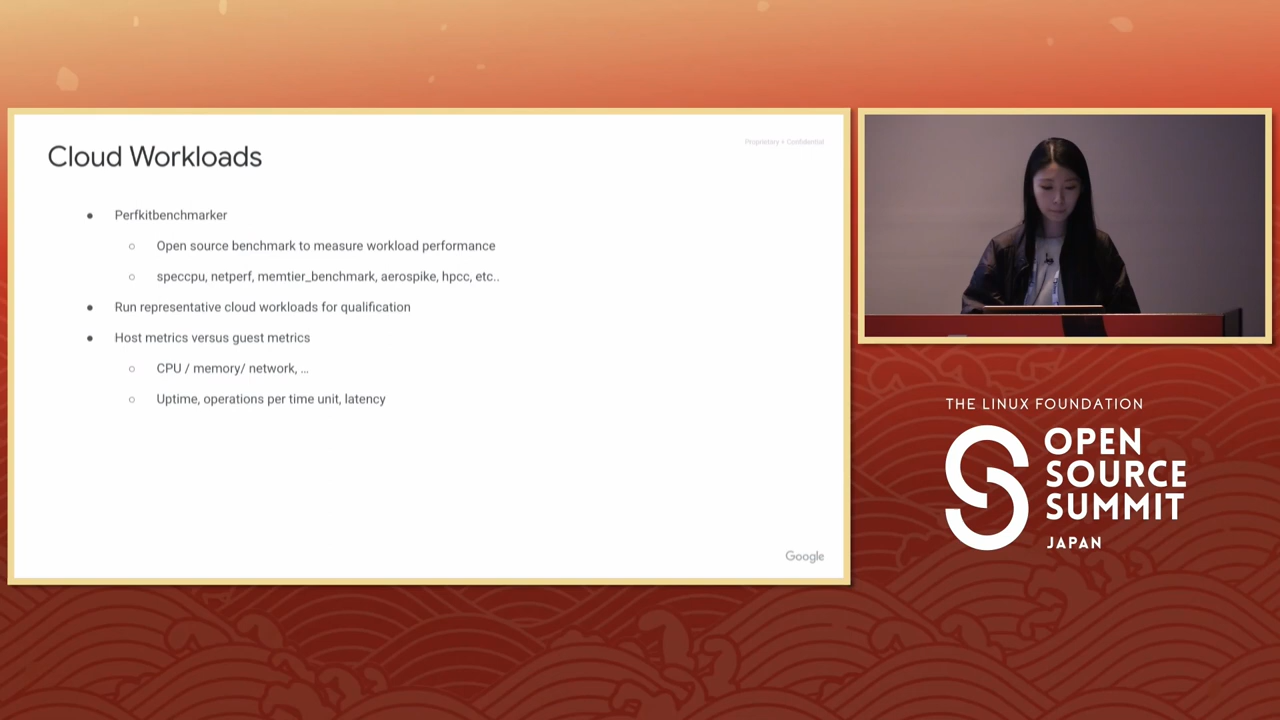 Cloud Workloads
Proprietary + Confidential
● Perfkitbenchmarker
○ Open source benchmark to measure workload performance
○ speccpu, netperf, memtier_benchmark, aerospike, hpcc, etc..
● Run representative cloud workloads for qualification
● Host metrics versus guest metrics
○ CPU / memory/ network, ...
○ Uptime, operations per time unit, latency
Google
THE LINUX FOUNDATION
OPEN
SOURCE
SUMMIT
JAPAN